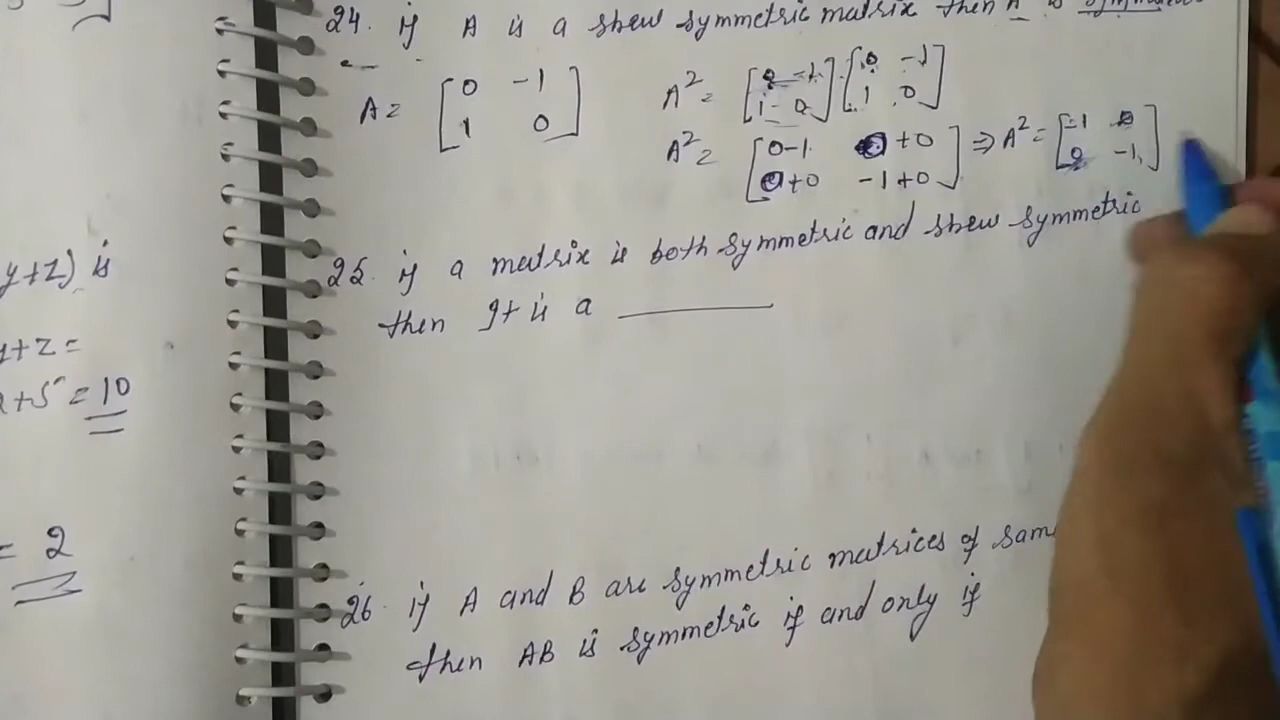 24. if A is a skew symmetric matrix then A is symmetric
A = [ 0 -1
1 0 ]
A² = [ 0 -1 1 0 ] [ 0 -1 1 0 ]
A² = [ 0-1 0+0 0+0 -1+0 ] ⇒ A² = [ -1 0 0 -1 ]
25. if a matrix is both symmetric and skew symmetric
then It is a ______
26. if A and B are symmetric matrices of sam
then AB is symmetric if and only if
y+z) is
y+z =
x+5 = 10
= 2